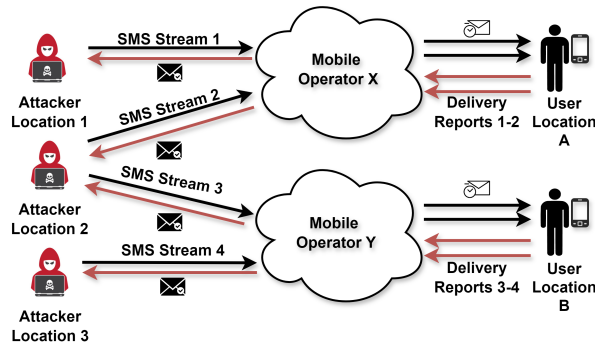 SMS Stream 1
Mobile
Operator X
Attacker
Location 1
SMS Stream 2
Delivery
Reports 1-2
User
Location
A
Attacker
Location 2
SMS Stream 3
Mobile
Operator Y
SMS Stream 4
Delivery
Reports 3-4
User
Location
B
Attacker
Location 3